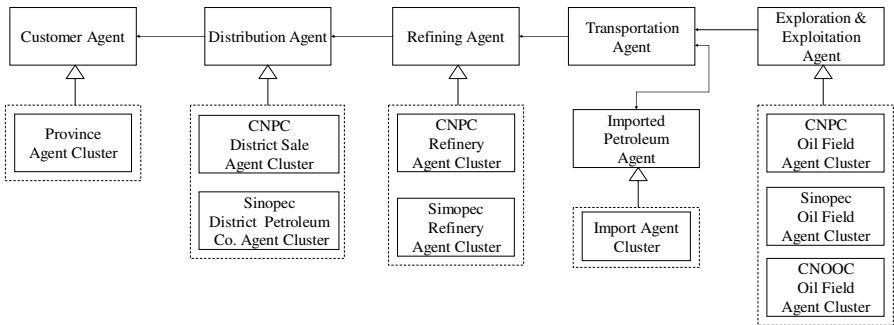 Customer Agent
Distribution Agent
Refining Agent
Transportation
Agent
Exploration &
Exploitation
Agent
Province
Agent Cluster
CNPC
District Sale
Agent Cluster
Sinopec
District Petroleum
Co. Agent Cluster
CNPC
Refinery
Agent Cluster
Simopec
Refinery
Agent Cluster
Imported
Petroleum
Agent
Import Agent
Cluster
CNPC
Oil Field
Agent Cluster
Sinopec
Oil Field
Agent Cluster
CNOOC
Oil Field
Agent Cluster